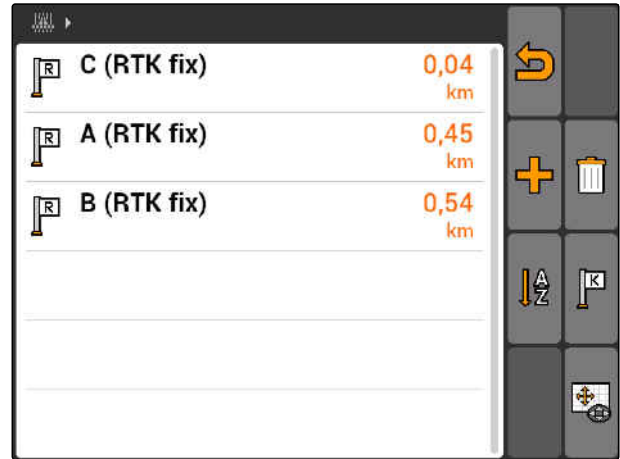 R C (RTK fix) 0,04
km
R A (RTK fix) 0,45
km
R B (RTK fix) 0,54
km
A
Z
K